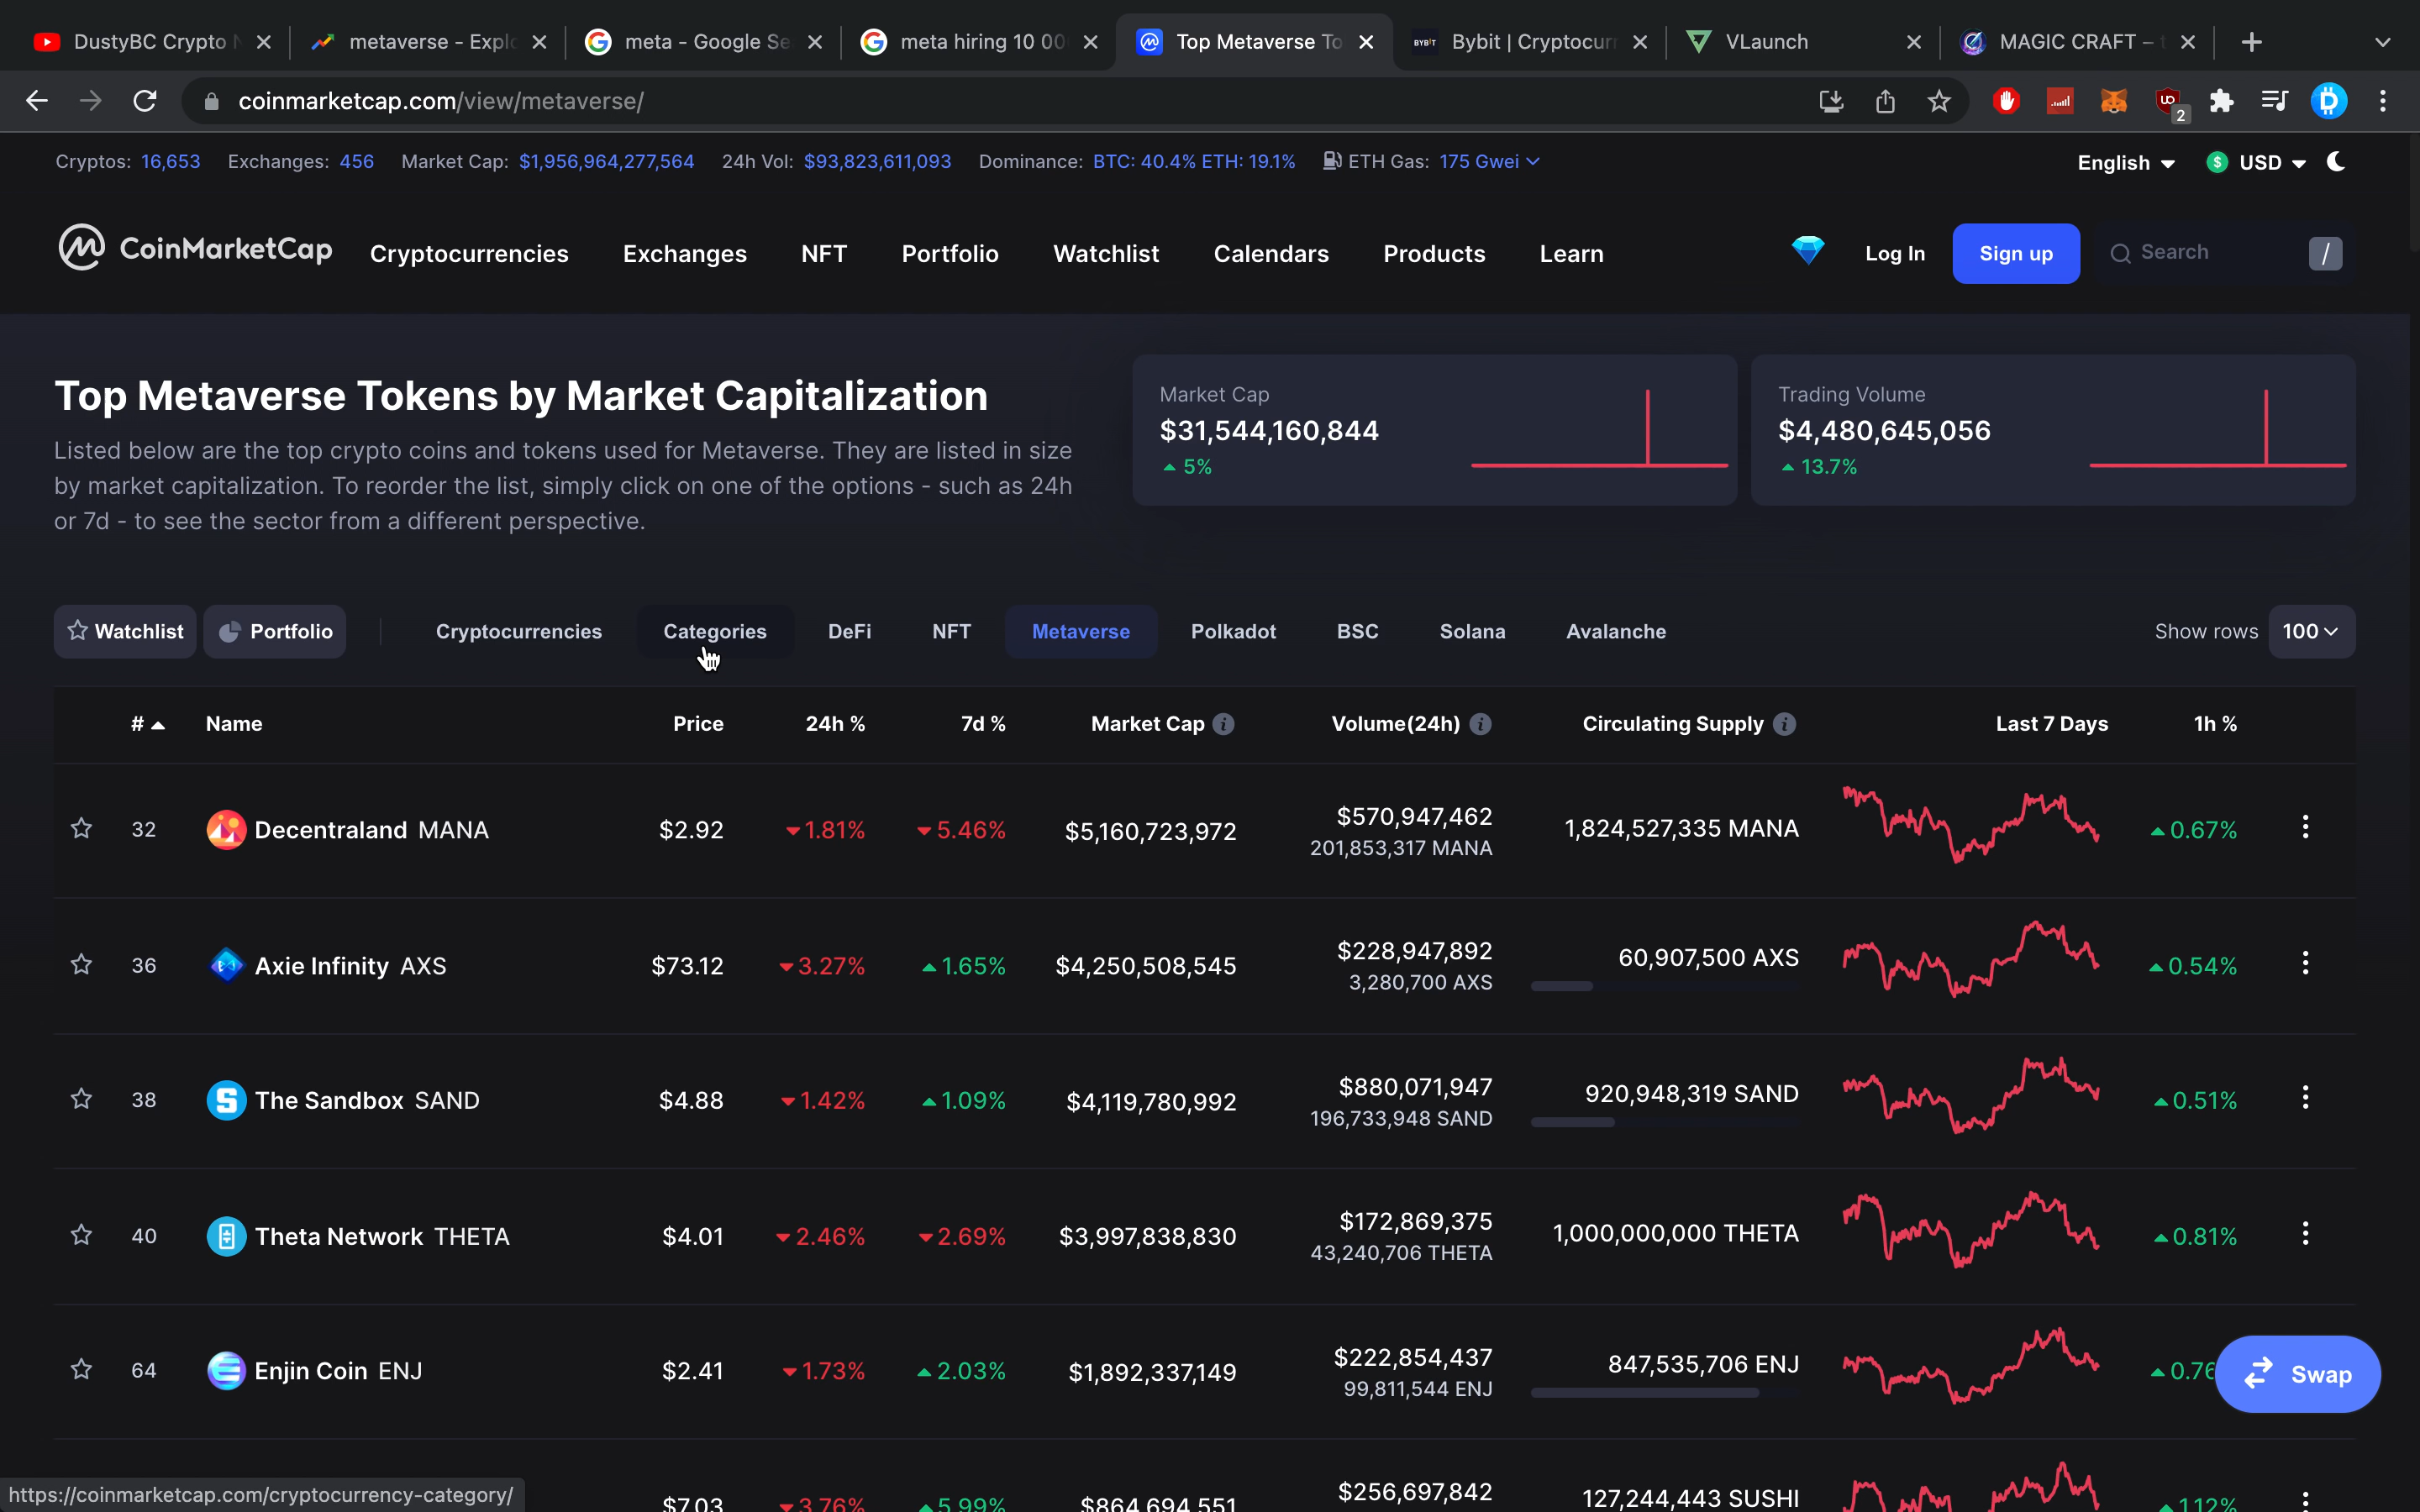 DustyBC Crypto
metaverse - Explo
meta - Google Se
meta hiring 10 00
Top Metaverse To
BYBIT Bybit | Cryptocurr
VLaunch
MAGIC CRAFT –
coinmarketcap.com/view/metaverse/
2
Cryptos: 16,653 Exchanges: 456 Market Cap: $1,956,964,277,564 24h Vol: $93,823,611,093 Dominance: BTC: 40.4% ETH: 19.1% ETH Gas: 175 Gwei
English USD
CoinMarketCap Cryptocurrencies Exchanges NFT Portfolio Watchlist Calendars Products Learn Log In Sign up Search /
Top Metaverse Tokens by Market Capitalization
Listed below are the top crypto coins and tokens used for Metaverse. They are listed in size
by market capitalization. To reorder the list, simply click on one of the options - such as 24h
or 7d - to see the sector from a different perspective.
Market Cap
$31,544,160,844
5%
Trading Volume
$4,480,645,056
13.7%
Watchlist Portfolio Cryptocurrencies Categories DeFi NFT Metaverse Polkadot BSC Solana Avalanche Show rows 100
# Name Price 24h % 7d % Market Cap Volume(24h) Circulating Supply Last 7 Days 1h %
32 Decentraland MANA $2.92 1.81% 5.46% $5,160,723,972 $570,947,462 1,824,527,335 MANA 0.67%
201,853,317 MANA
36 Axie Infinity AXS $73.12 3.27% 1.65% $4,250,508,545 $228,947,892 60,907,500 AXS 0.54%
3,280,700 AXS
38 The Sandbox SAND $4.88 1.42% 1.09% $4,119,780,992 $880,071,947 920,948,319 SAND 0.51%
196,733,948 SAND
40 Theta Network THETA $4.01 2.46% 2.69% $3,997,838,830 $172,869,375 1,000,000,000 THETA 0.81%
43,240,706 THETA
64 Enjin Coin ENJ $2.41 1.73% 2.03% $1,892,337,149 $222,854,437 847,535,706 ENJ 0.76
99,811,544 ENJ
Swap
$7.03 3.76% 5.99% $864,694,551 $256,697,842 127,244,443 SUSHI 1.12%
https://coinmarketcap.com/cryptocurrency-category/